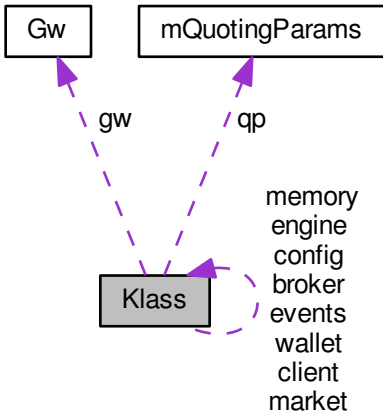 Gw
mQuotingParams
gw
qp
memory
engine
config
broker
events
wallet
client
market
Klass